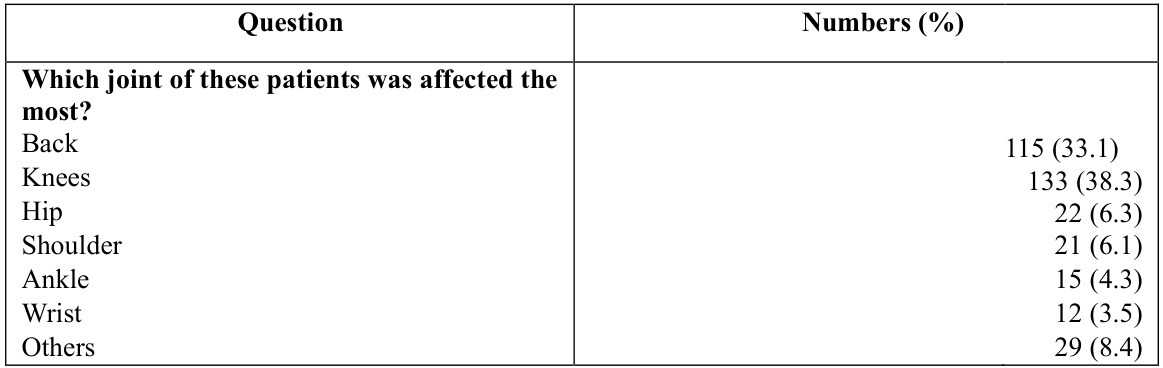 Question Numbers (%)
Which joint of these patients was affected the
most?
Back 115 (33.1)
Knees 133 (38.3)
Hip 22 (6.3)
Shoulder 21 (6.1)
Ankle 15 (4.3)
Wrist 12 (3.5)
Others 29 (8.4)